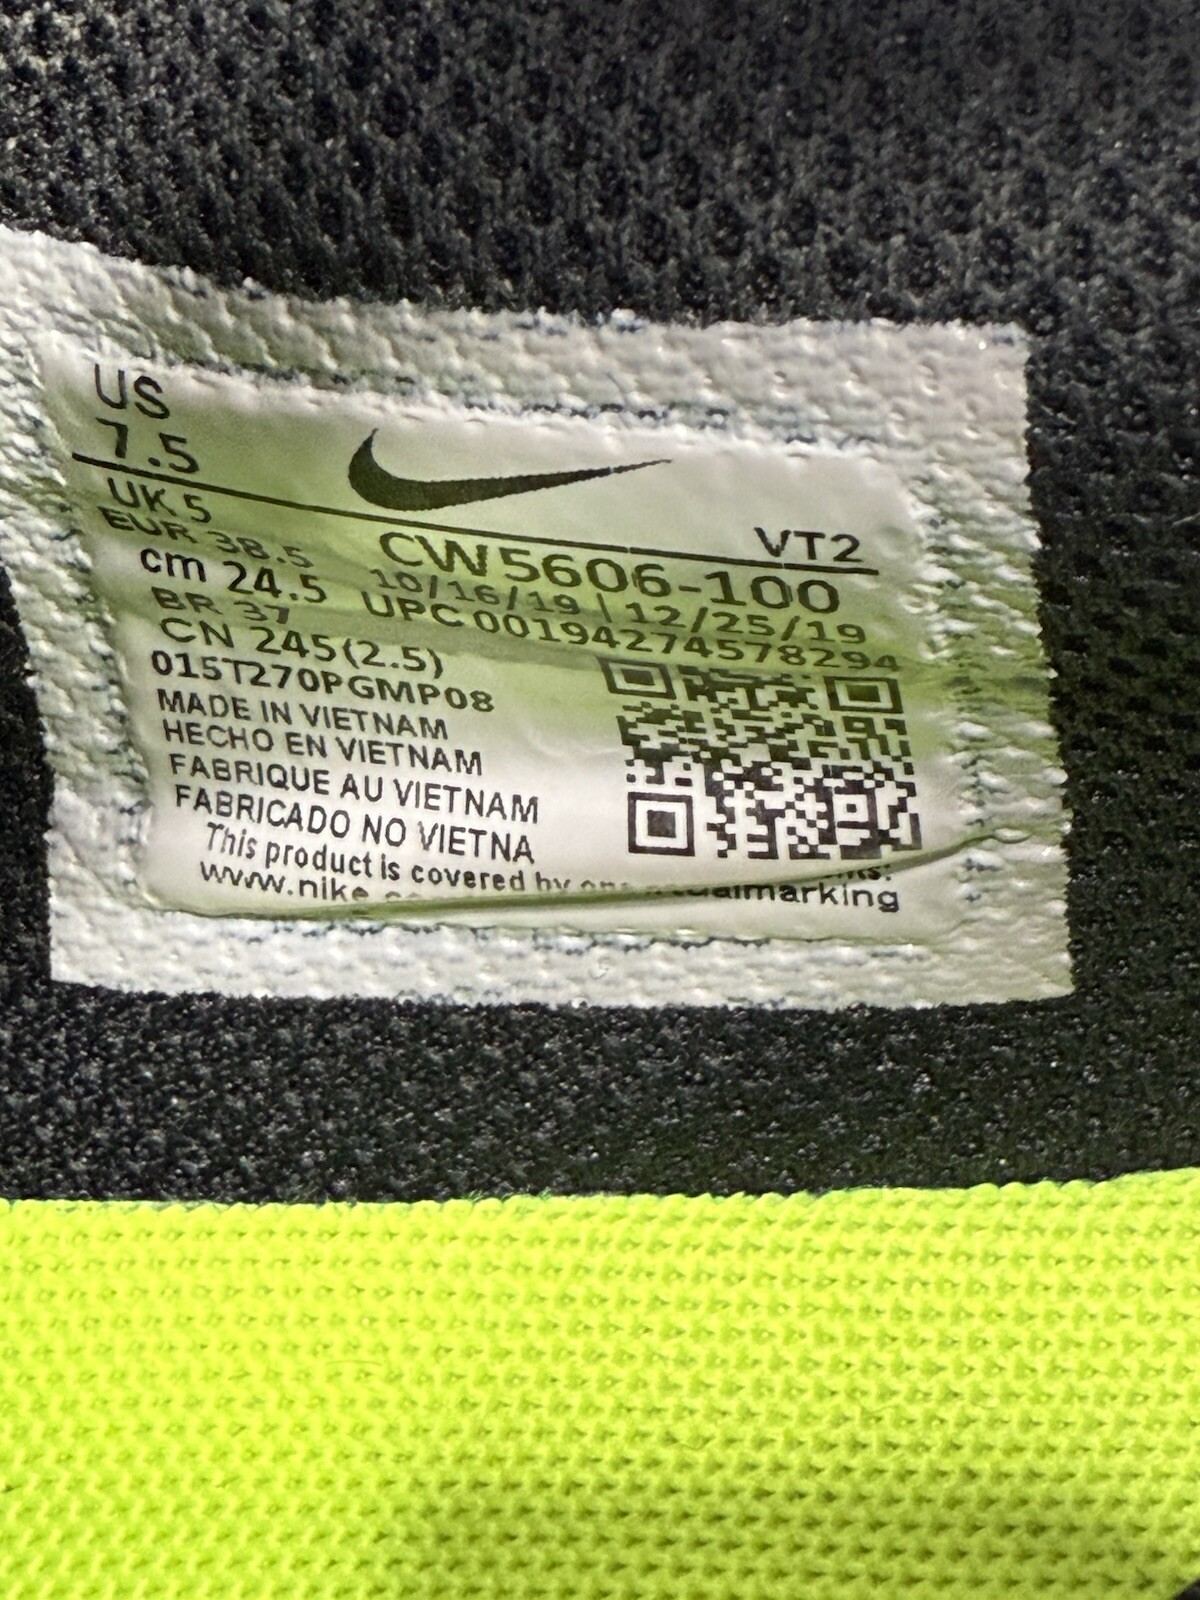 US
7.5
VT2
UK 5
EUR 38.5
cm 24.5
BR 37
CN 245(2.5)
CW5606-100
10/16/19 | 12/25/19
UPC 00194274578294
015T270PGMP08
MADE IN VIETNAM
HECHO EN VIETNAM
FABRIQUE AU VIETNAM
FABRICADO NO VIETNA
This product is covered by
www.nike